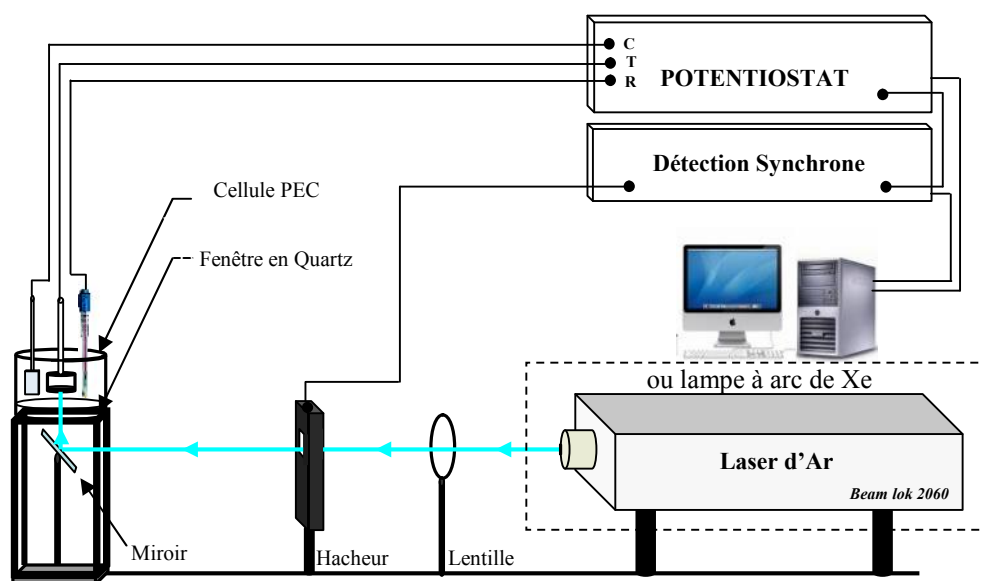 C
T
R
POTENTIOSTAT
Détection Synchrone
Cellule PEC
Fenêtre en Quartz
ou lampe à arc de Xe
Laser d'Ar
Beam lok 2060
Miroir
Hacheur
Lentille